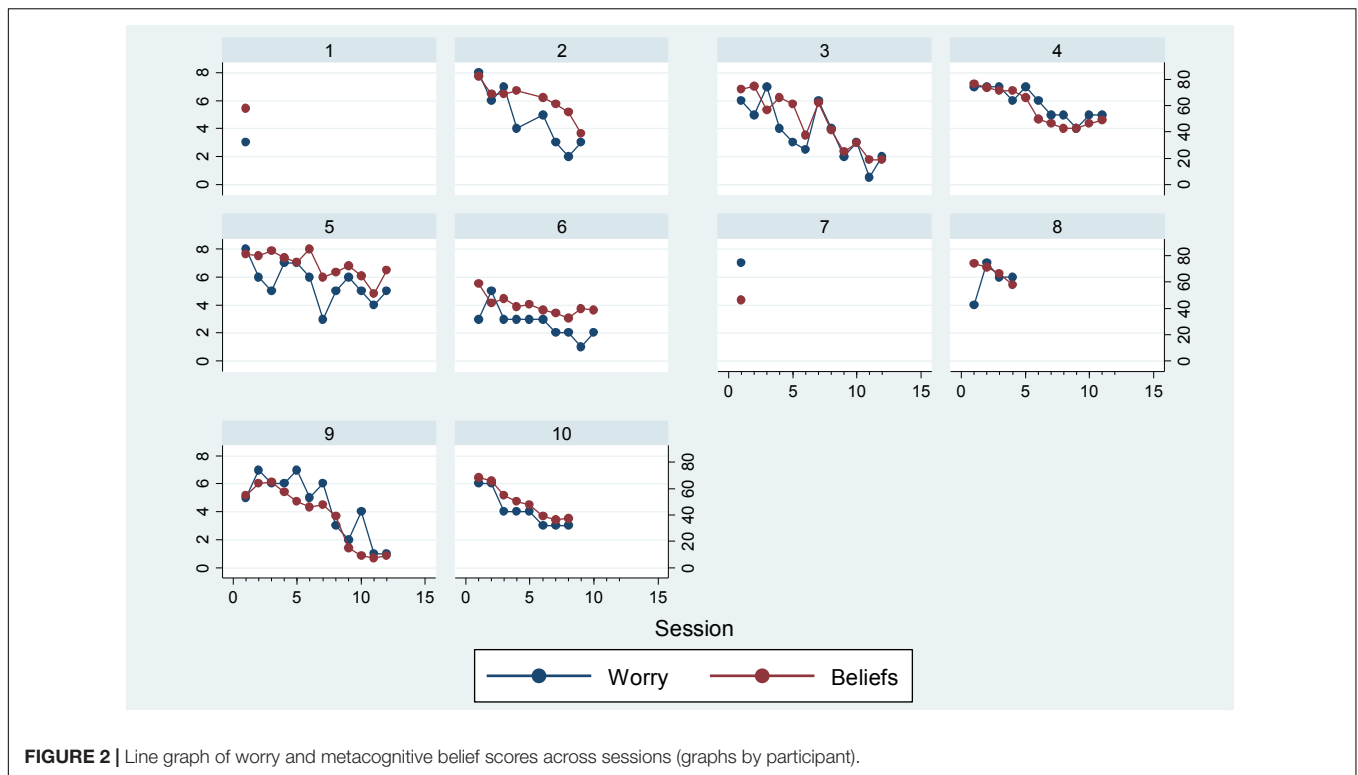 1 2 3 4
8 6 4 2 0
80 60 40 20 0
5 6 7 8
8 6 4 2 0
80 60 40 20 0
0 5 10 15 0 5 10 15
9 10
8 6 4 2 0
80 60 40 20 0
0 5 10 15 0 5 10 15
Session
Worry Beliefs
FIGURE 2 | Line graph of worry and metacognitive belief scores across sessions (graphs by participant).